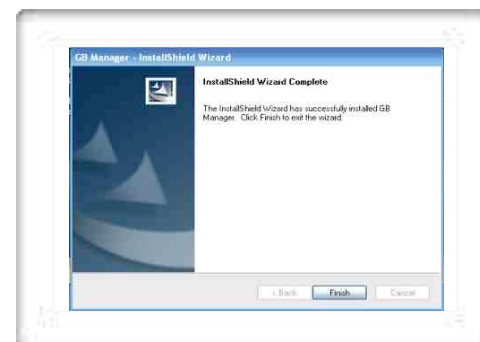 GB Manager - InstallShield Wizard
InstallShield Wizard Complete
The InstallShield Wizard has successfully installed GB
Manager. Click Finish to exit the wizard.
< Back
Finish
Cancel